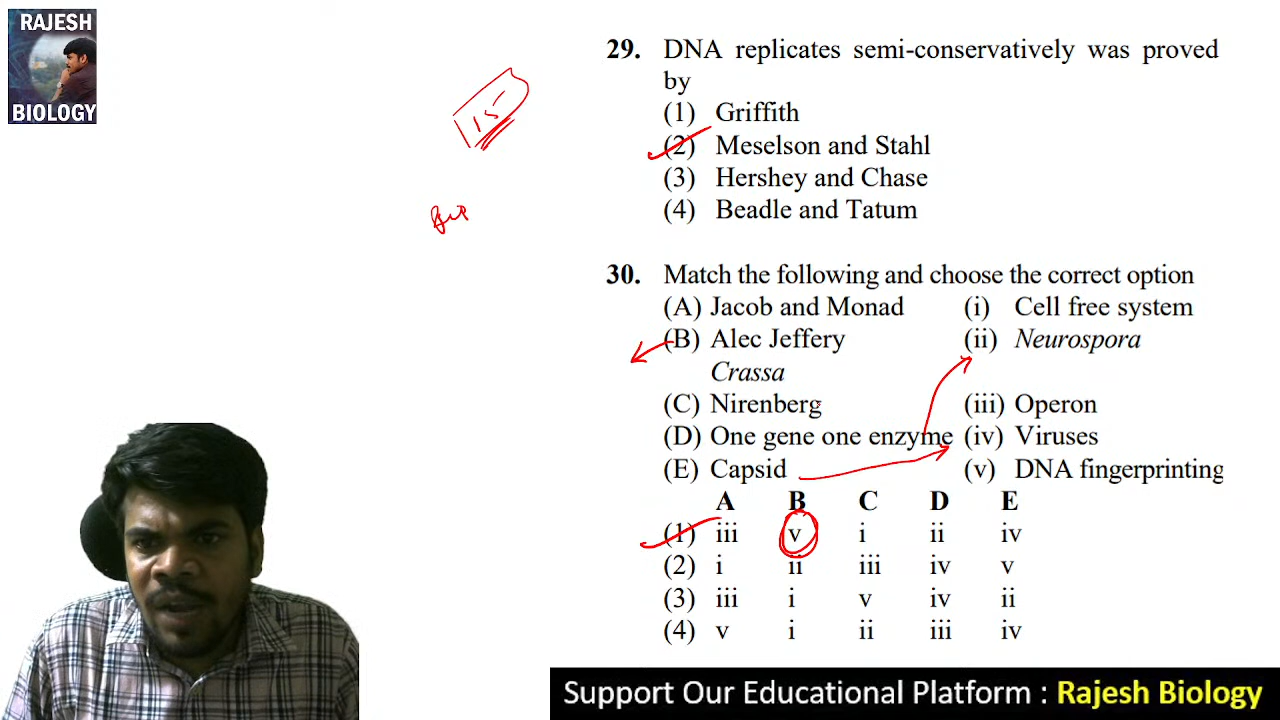 RAJESH
BIOLOGY
115
29. DNA replicates semi-conservatively was proved
by
(1) Griffith
(2) Meselson and Stahl
(3) Hershey and Chase
(4) Beadle and Tatum
30. Match the following and choose the correct option
(A) Jacob and Monad (i) Cell free system
(B) Alec Jeffery (ii) Neurospora
Crassa
(C) Nirenberg (iii) Operon
(D) One gene one enzyme (iv) Viruses
(E) Capsid (v) DNA fingerprinting
A B C D E
(1) iii v i ii iv
(2) i ii iii iv v
(3) iii i v iv ii
(4) v i ii iii iv
Support Our Educational Platform : Rajesh Biology